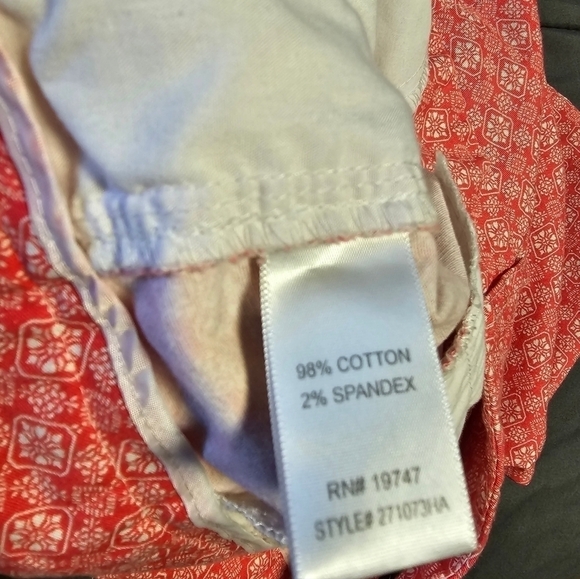 98% COTTON
2% SPANDEX
RN# 19747
STYLE# 271073HA